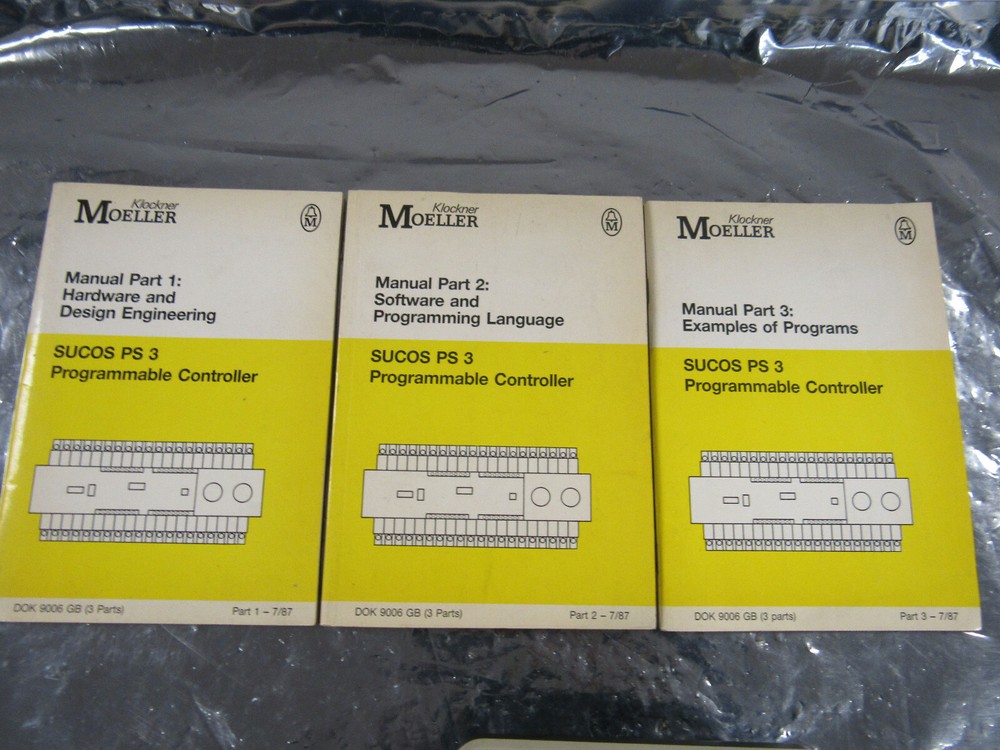 Klockner
MOELLER
M
Manual Part 1:
Hardware and
Design Engineering
SUCOS PS 3
Programmable Controller
DOK 9006 GB (3 Parts)
Part 1 – 7/87
Klockner
MOELLER
M
Manual Part 2:
Software and
Programming Language
SUCOS PS 3
Programmable Controller
DOK 9006 GB (3 Parts)
Part 2 – 7/87
Klockner
MOELLER
M
Manual Part 3:
Examples of Programs
SUCOS PS 3
Programmable Controller
DOK 9006 GB (3 parts)
Part 3 – 7/87